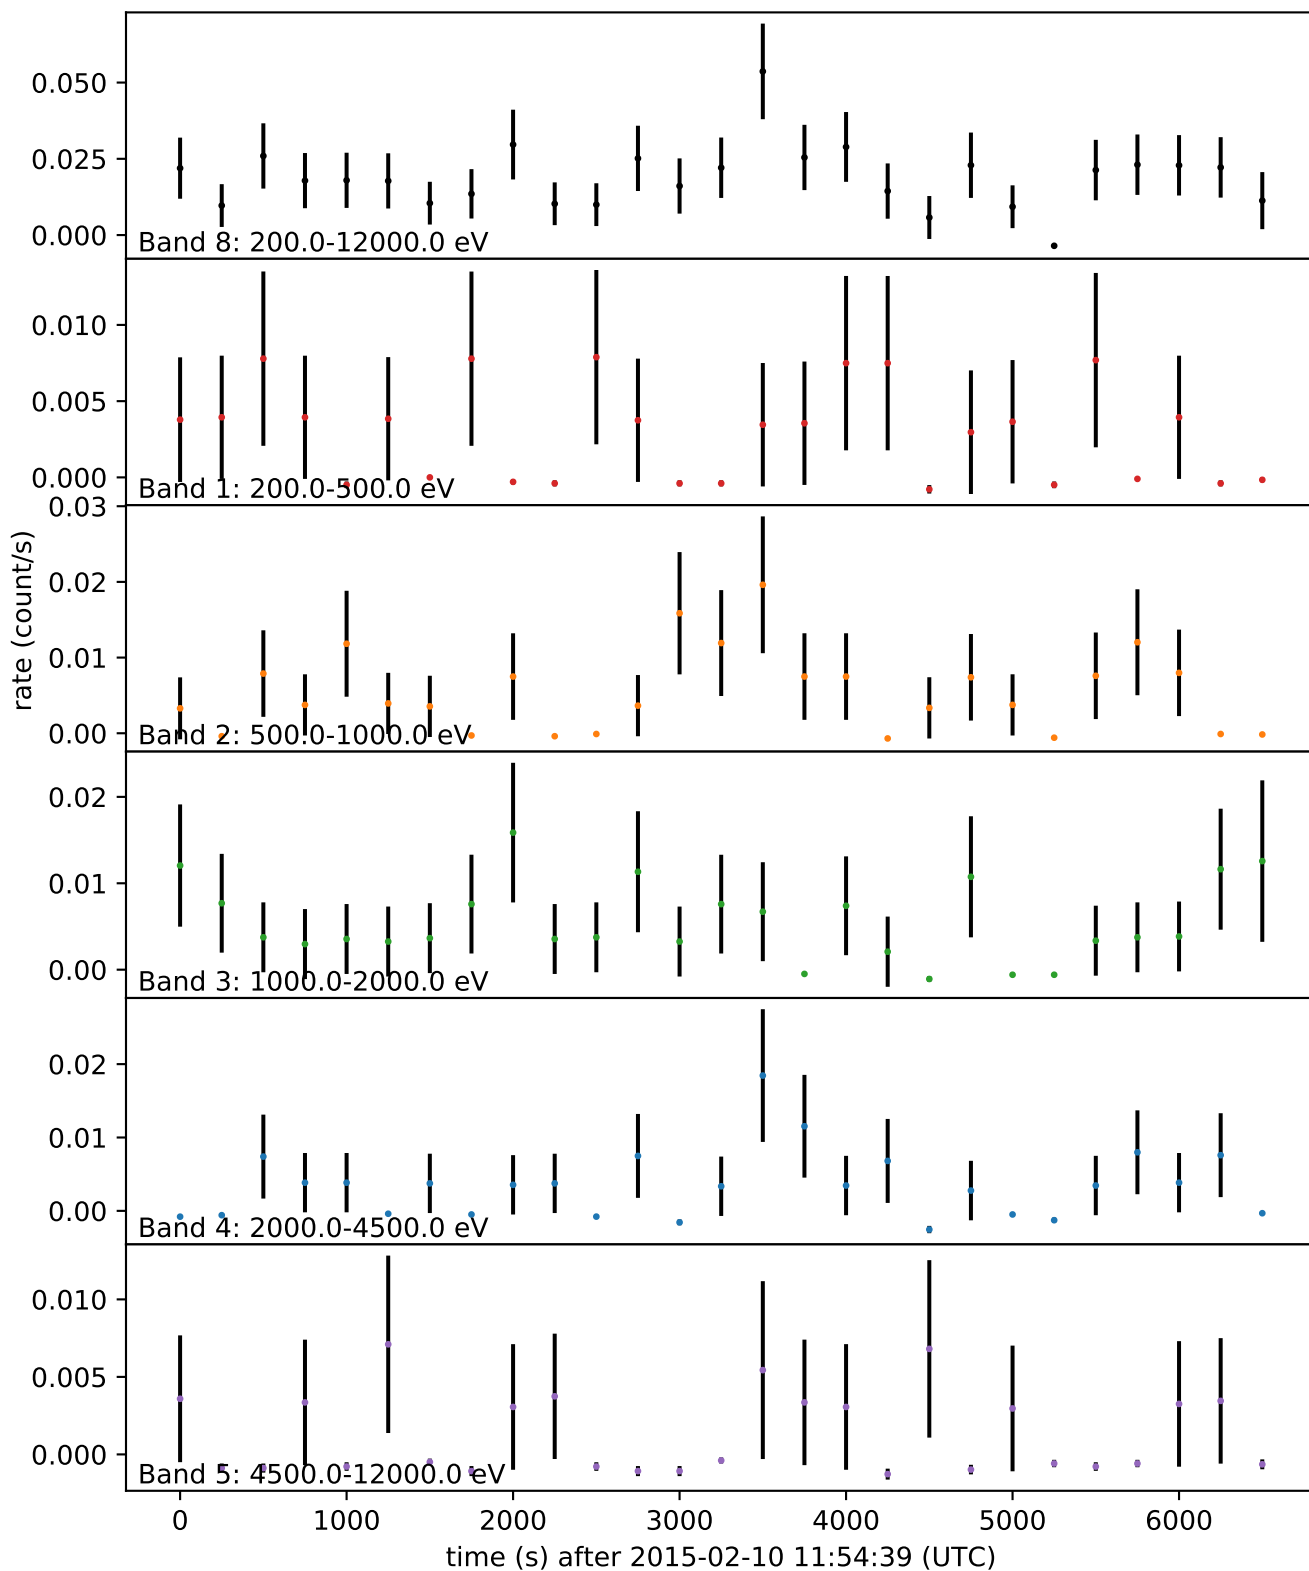 0.050
0.025
0.000
Band 8: 200.0-12000.0 eV
0.010
0.005
0.000
Band 1: 200.0-500.0 eV
0.03
0.02
0.01
0.00
rate (count/s)
Band 2: 500.0-1000.0 eV
0.02
0.01
0.00
Band 3: 1000.0-2000.0 eV
0.02
0.01
0.00
Band 4: 2000.0-4500.0 eV
0.010
0.005
0.000
Band 5: 4500.0-12000.0 eV
0 1000 2000 3000 4000 5000 6000
time (s) after 2015-02-10 11:54:39 (UTC)